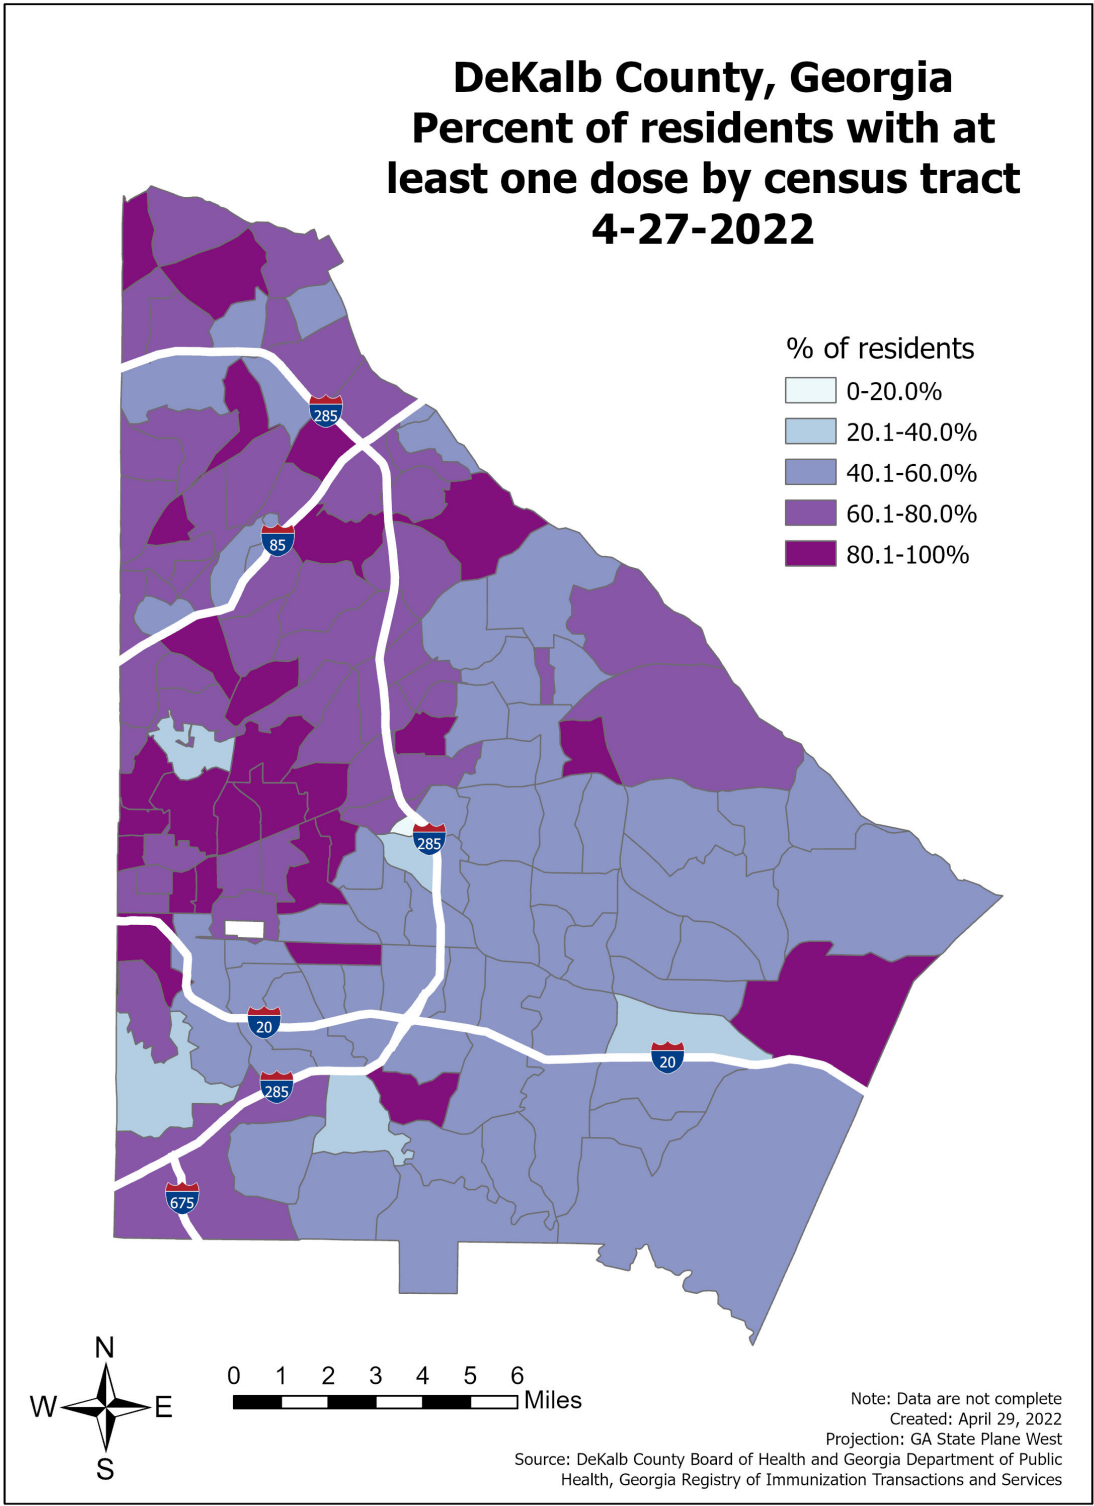 DeKalb County, Georgia
Percent of residents with at
least one dose by census tract
4-27-2022
% of residents
0-20.0%
20.1-40.0%
40.1-60.0%
60.1-80.0%
80.1-100%
285
85
285
20
20
285
675
N
W E
S
0 1 2 3 4 5 6
Miles
Note: Data are not complete
Created: April 29, 2022
Projection: GA State Plane West
Source: DeKalb County Board of Health and Georgia Department of Public
Health, Georgia Registry of Immunization Transactions and Services